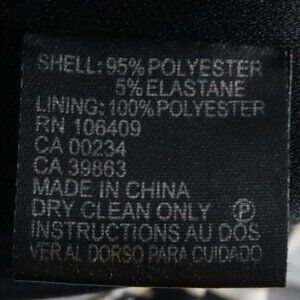 SHELL: 95% POLYESTER
5% ELASTANE
LINING: 100% POLYESTER
RN 106409
CA 00234
CA 39863
MADE IN CHINA
DRY CLEAN ONLY Ⓟ
INSTRUCTIONS AU DOS
VER AL DORSO PARA CUIDADO